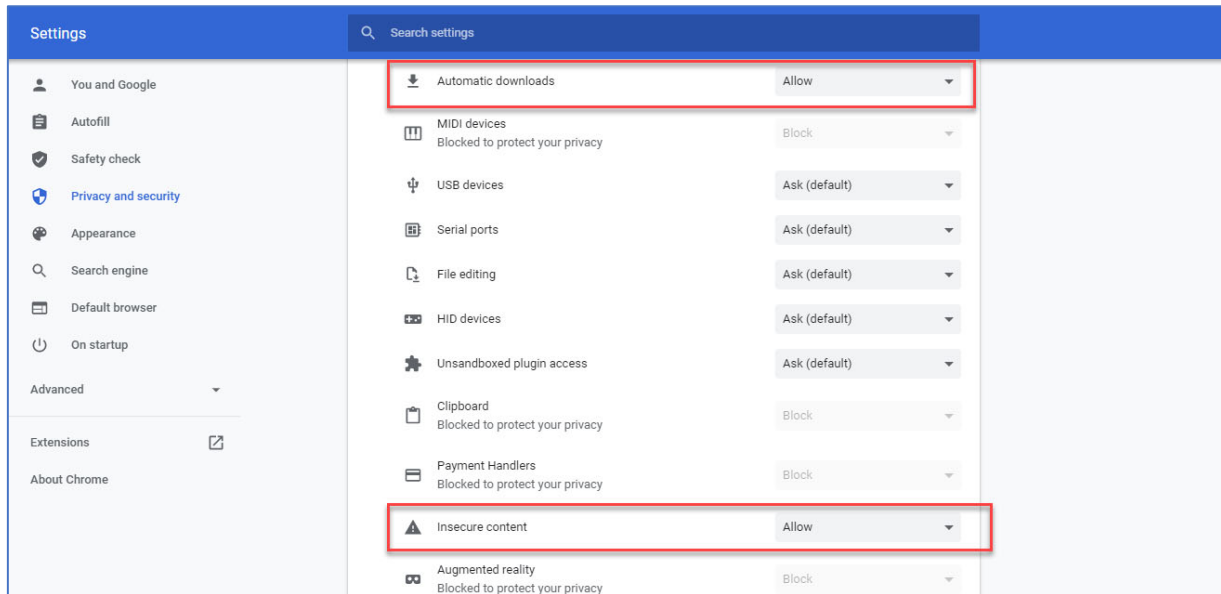 Settings
Search settings
You and Google
Autofill
Safety check
Privacy and security
Appearance
Search engine
Default browser
On startup
Advanced
Extensions
About Chrome
Automatic downloads Allow
MIDI devices
Blocked to protect your privacy
Block
USB devices Ask (default)
Serial ports Ask (default)
File editing Ask (default)
HID devices Ask (default)
Unsandboxed plugin access Ask (default)
Clipboard
Blocked to protect your privacy
Block
Payment Handlers
Blocked to protect your privacy
Block
Insecure content Allow
Augmented reality
Blocked to protect your privacy
Block